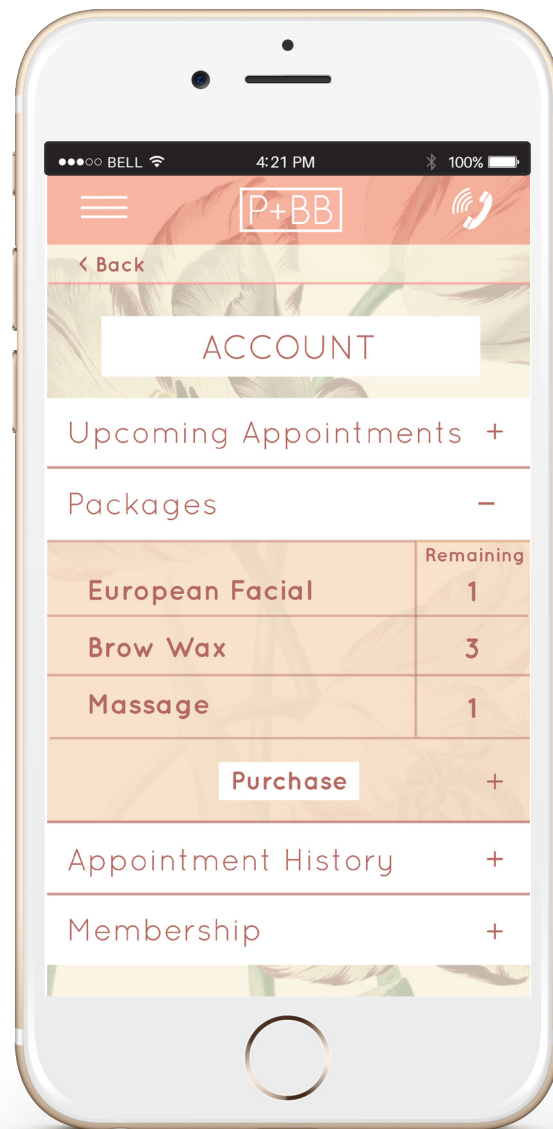 BELL 4:21 PM 100%
P+BB
< Back
ACCOUNT
Upcoming Appointments +
Packages −
Remaining
European Facial 1
Brow Wax 3
Massage 1
Purchase +
Appointment History +
Membership +